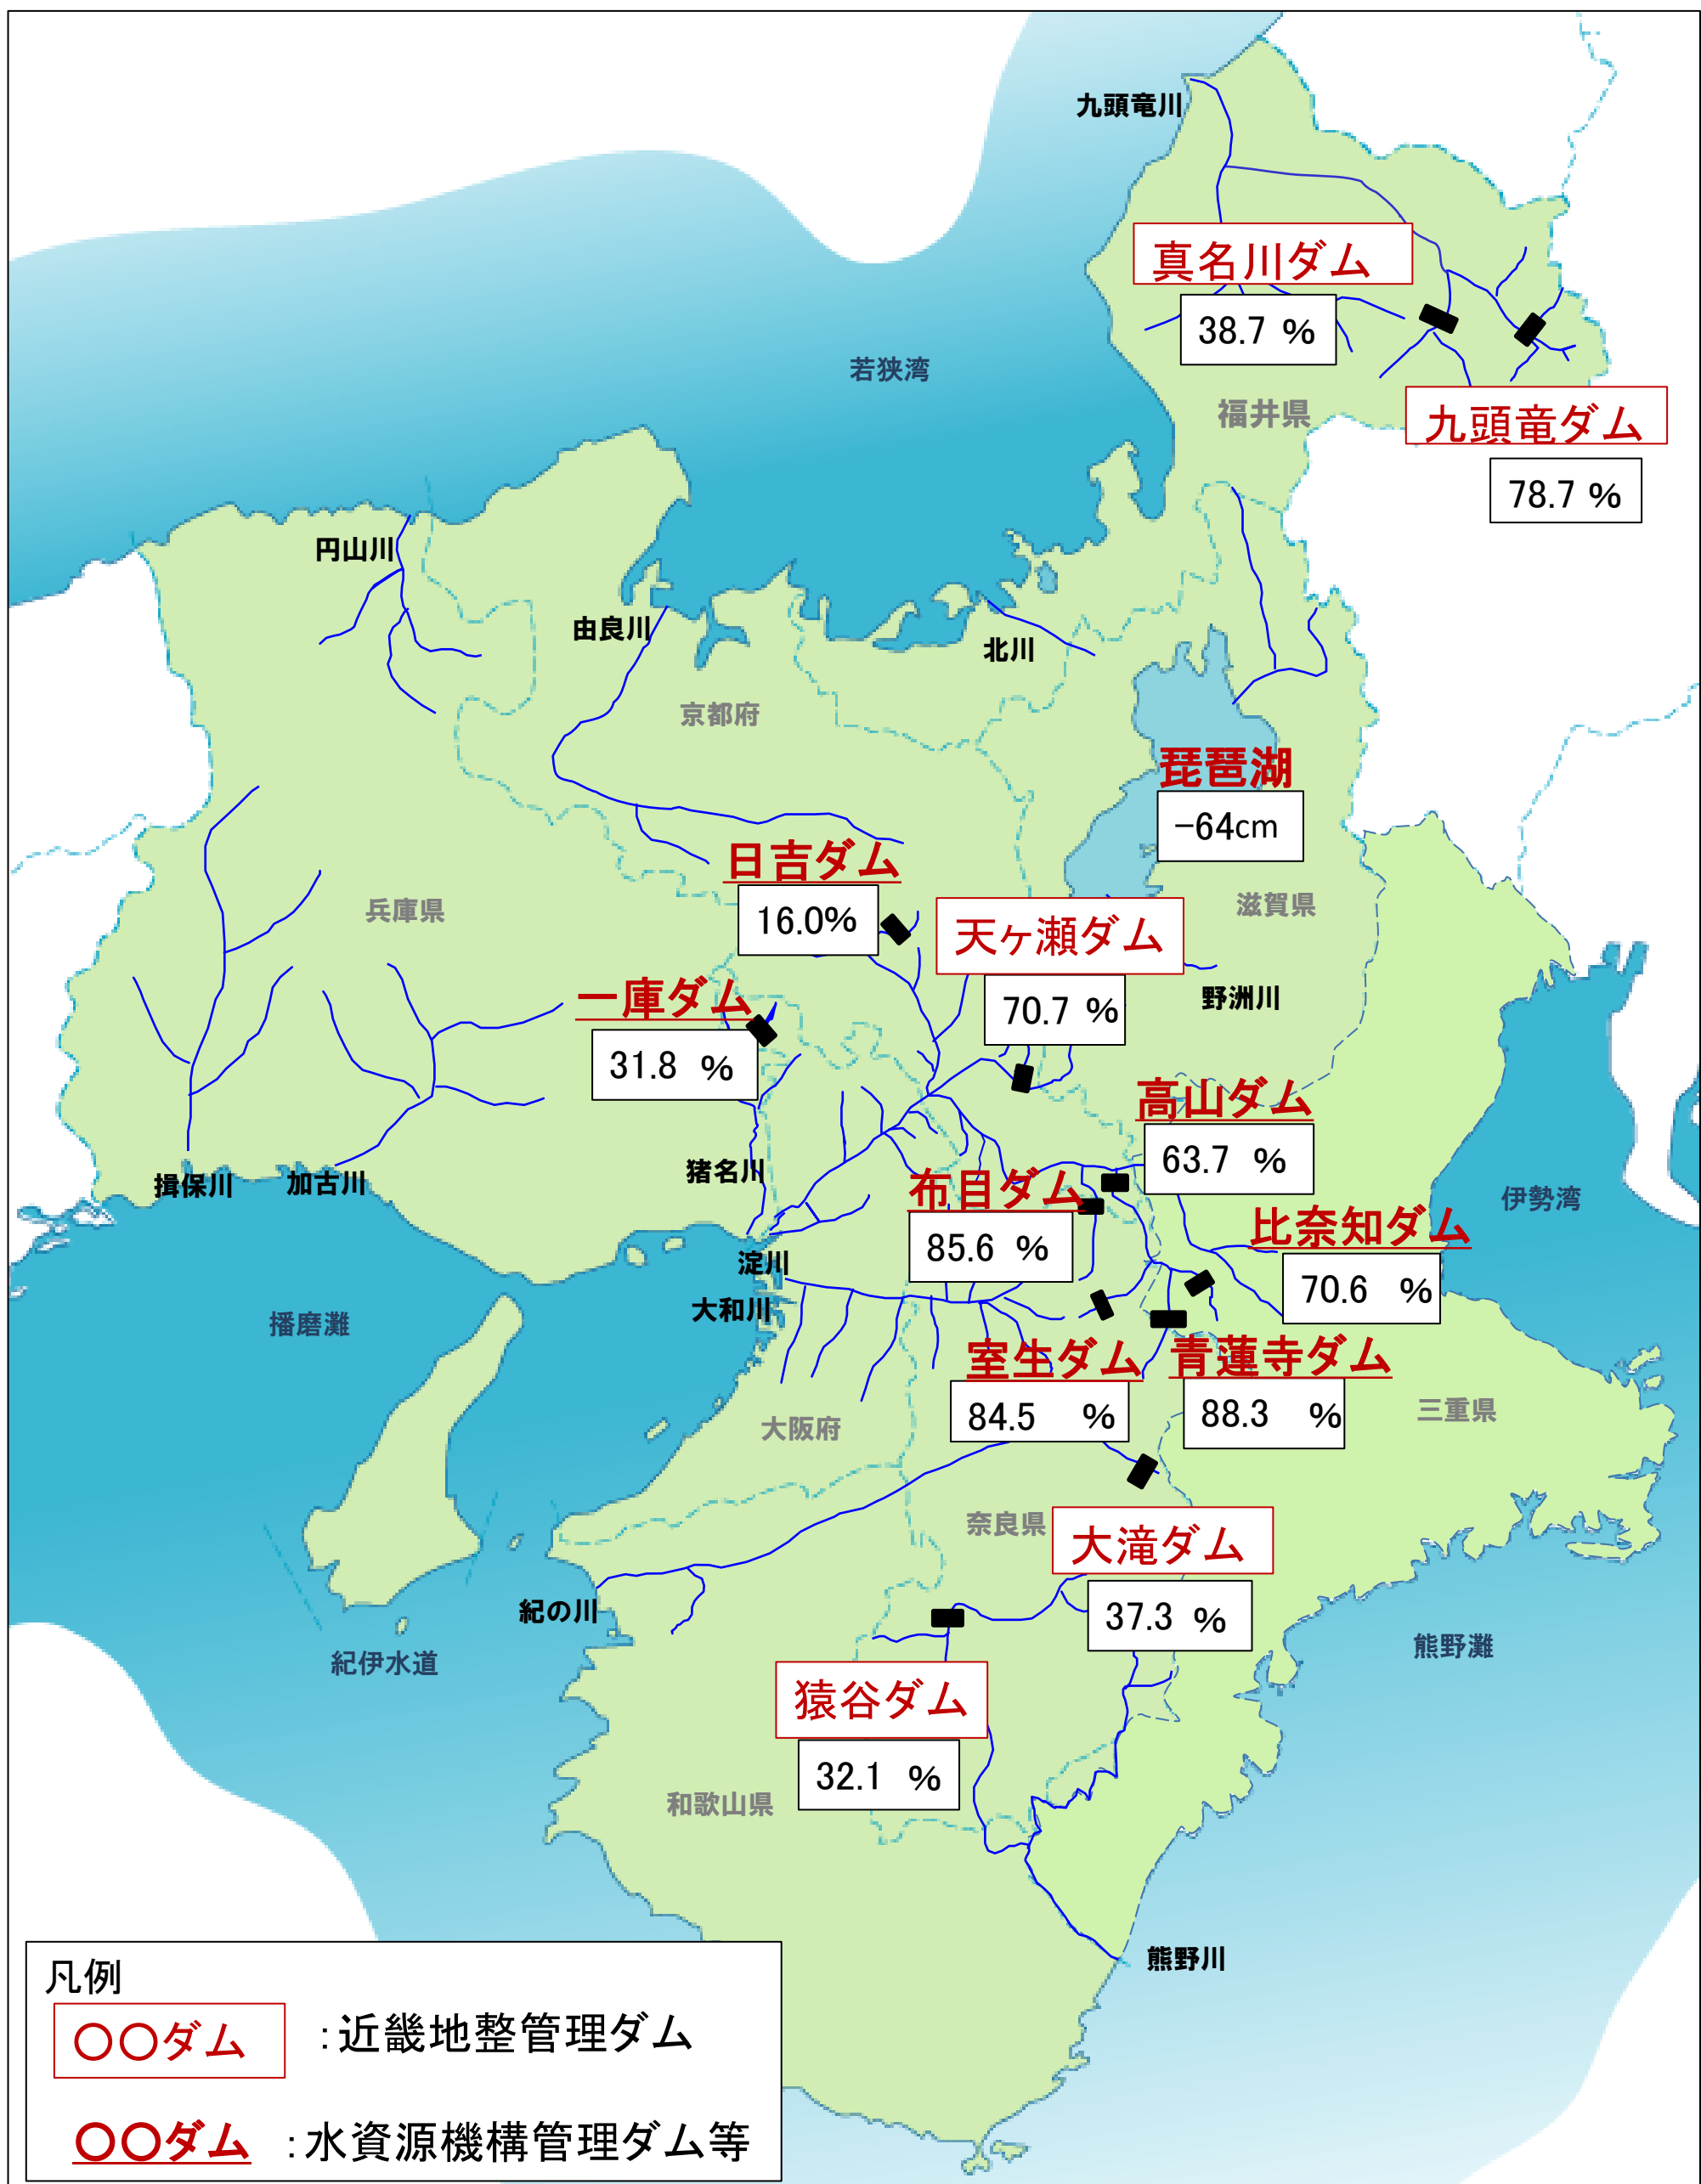 九頭竜川
真名川ダム
38.7 %
若狭湾
福井県
九頭竜ダム
78.7 %
円山川
由良川
北川
京都府
琵琶湖
-64cm
日吉ダム
16.0%
兵庫県
天ヶ瀬ダム
70.7 %
滋賀県
野洲川
一庫ダム
31.8 %
高山ダム
63.7 %
猪名川
揖保川
加古川
布目ダム
85.6 %
伊勢湾
比奈知ダム
70.6 %
淀川
大和川
播磨灘
室生ダム
84.5 %
青蓮寺ダム
88.3 %
三重県
大阪府
奈良県
大滝ダム
37.3 %
紀の川
紀伊水道
熊野灘
猿谷ダム
32.1 %
和歌山県
熊野川
凡例
○○ダム :近畿地整管理ダム
○○ダム :水資源機構管理ダム等